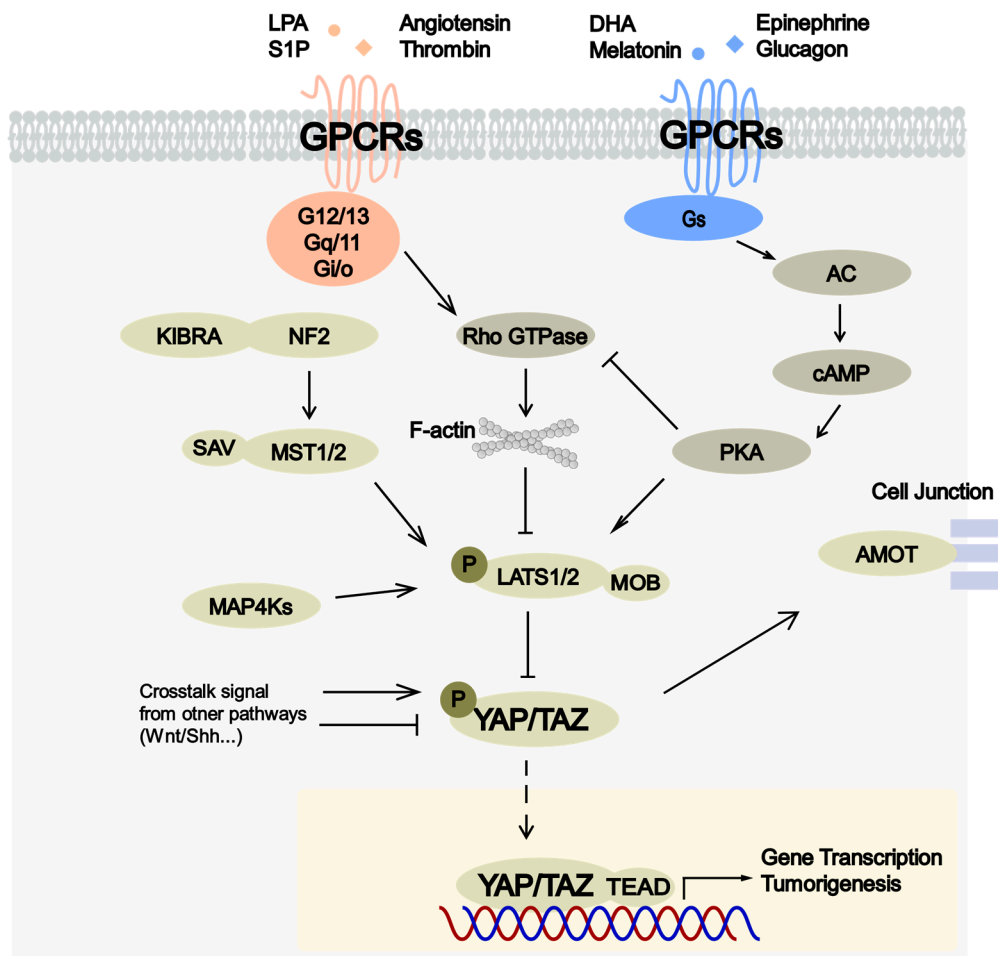 LPA
S1P
Angiotensin
Thrombin
DHA
Melatonin
Epinephrine
Glucagon
GPCRs
GPCRs
G12/13
Gq/11
Gi/o
Gs
AC
KIBRA
NF2
Rho GTPase
cAMP
F-actin
SAV
MST1/2
PKA
Cell Junction
AMOT
P
LATS1/2
MOB
MAP4Ks
Crosstalk signal
from otner pathways
(Wnt/Shh...)
P
YAP/TAZ
YAP/TAZ
TEAD
Gene Transcription
Tumorigenesis